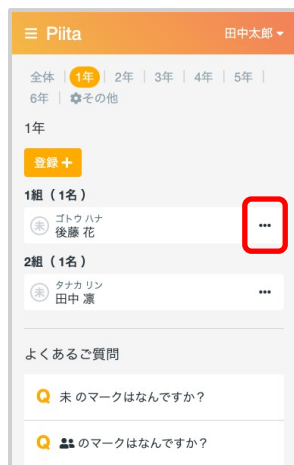 ≡ Piita 田中太郎 ▾
全体 | 1年 | 2年 | 3年 | 4年 | 5年 |
6年 | その他
1年
登録 +
1組（1名）
未 ゴトウ ハナ
後藤 花 •••
2組（1名）
未 タナカ リン
田中 凛 •••
よくあるご質問
Q 未 のマークはなんですか？
Q のマークはなんですか？